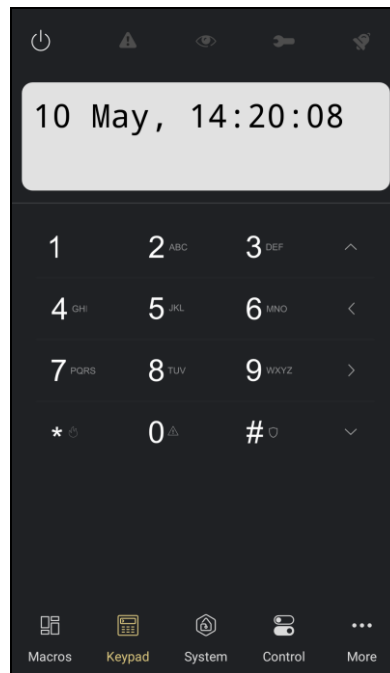 10 May, 14:20:08
1 2 ABC 3 DEF
4 GHI 5 JKL 6 MNO
7 PQRS 8 TUV 9 WXYZ
* 0 #
Macros Keypad System Control More